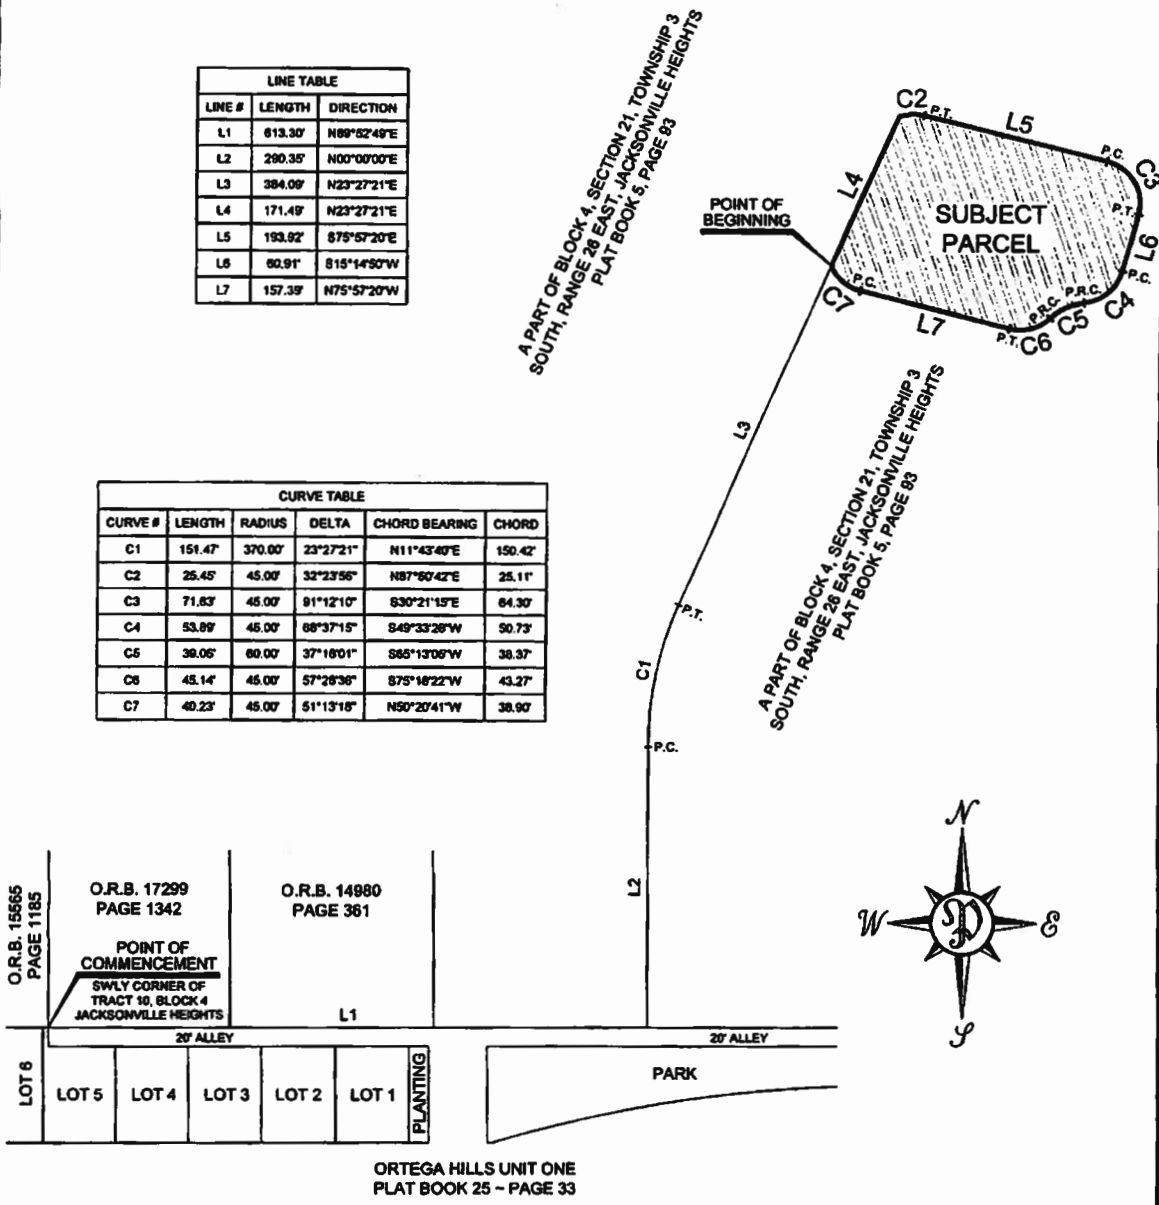 LINE TABLE
LINE # LENGTH DIRECTION
L1 613.30' N89°52'49"E
L2 290.35' N00°00'00"E
L3 384.09' N23°27'21"E
L4 171.49' N23°27'21"E
L5 193.92' S75°57'20"E
L6 60.91' S15°14'50"W
L7 157.39' N75°57'20"W
A PART OF BLOCK 4, SECTION 21, TOWNSHIP 3
SOUTH, RANGE 26 EAST, JACKSONVILLE HEIGHTS
PLAT BOOK 5, PAGE 93
C2
P.T.
L5
P.C.
C3
L4
P.T.
L6
POINT OF
BEGINNING
SUBJECT
PARCEL
P.C.
C4
P.R.C.
C5
P.R.C.
C6
P.T.
L7
P.C.
C7
L3
A PART OF BLOCK 4, SECTION 21, TOWNSHIP 3
SOUTH, RANGE 26 EAST, JACKSONVILLE HEIGHTS
PLAT BOOK 5, PAGE 93
CURVE TABLE
CURVE # LENGTH RADIUS DELTA CHORD BEARING CHORD
C1 151.47' 370.00' 23°27'21" N11°43'40"E 150.42'
C2 25.45' 45.00' 32°23'56" N87°50'42"E 25.11'
C3 71.63' 45.00' 91°12'10" S30°21'15"E 64.30'
C4 53.89' 45.00' 68°37'15" S49°33'28"W 50.73'
C5 39.06' 60.00' 37°18'01" S65°13'05"W 38.37'
C6 45.14' 45.00' 57°28'36" S75°18'22"W 43.27'
C7 40.23' 45.00' 51°13'18" N50°20'41"W 38.90'
P.T.
C1
P.C.
L2
N
W
E
S
O.R.B. 15565
PAGE 1185
O.R.B. 17299
PAGE 1342
O.R.B. 14980
PAGE 361
POINT OF
COMMENCEMENT
SWLY CORNER OF
TRACT 10, BLOCK 4
JACKSONVILLE HEIGHTS
L1
20' ALLEY
20' ALLEY
LOT 6
LOT 5
LOT 4
LOT 3
LOT 2
LOT 1
PLANTING
PARK
ORTEGA HILLS UNIT ONE
PLAT BOOK 25 ~ PAGE 33